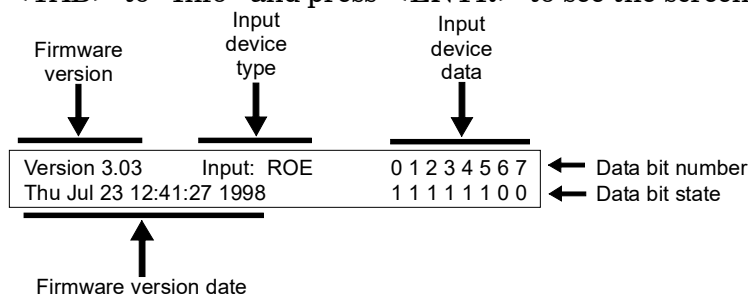 <TAB> to "Info" and press <ENTR> to see the screen
Firmware
version
Input
device
type
Input
device
data
Version 3.03 Input: ROE 0 1 2 3 4 5 6 7
Data bit number
Thu Jul 23 12:41:27 1998 1 1 1 1 1 1 0 0
Data bit state
Firmware version date